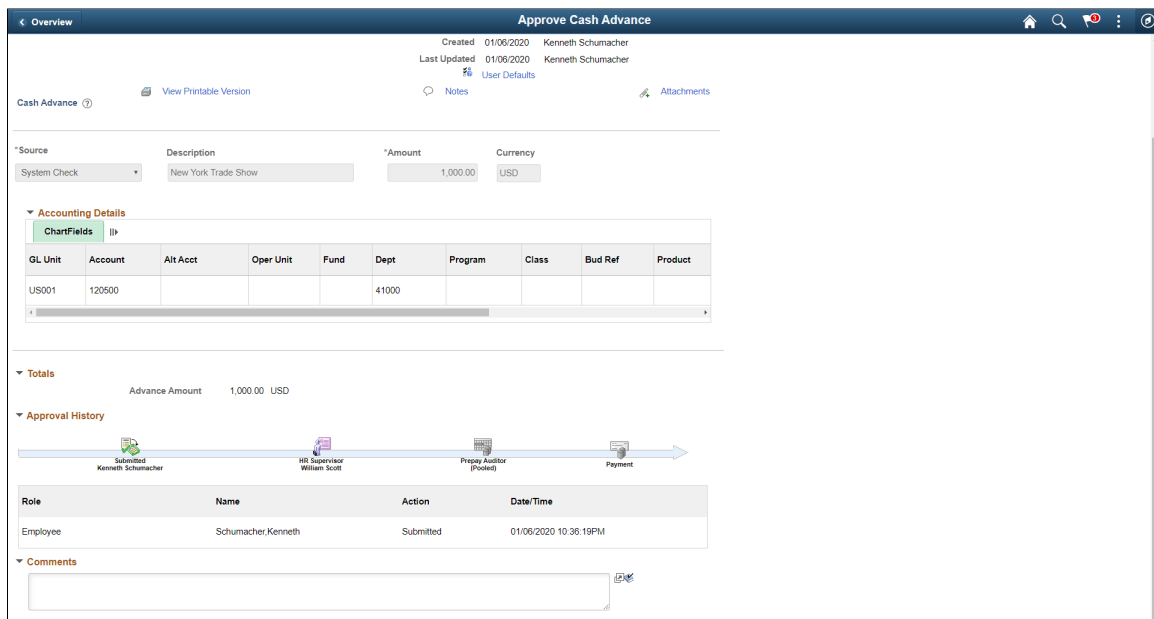 Overview
Approve Cash Advance
3
Created 01/06/2020 Kenneth Schumacher
Last Updated 01/06/2020 Kenneth Schumacher
User Defaults
View Printable Version Notes Attachments
Cash Advance ?
*Source Description *Amount Currency
System Check New York Trade Show 1,000.00 USD
Accounting Details
ChartFields
GL Unit Account Alt Acct Oper Unit Fund Dept Program Class Bud Ref Product
US001 120500 41000
Totals
Advance Amount 1,000.00 USD
Approval History
Submitted HR Supervisor Prepay Auditor Payment
Kenneth Schumacher William Scott (Pooled)
Role Name Action Date/Time
Employee Schumacher,Kenneth Submitted 01/06/2020 10:36:19PM
Comments